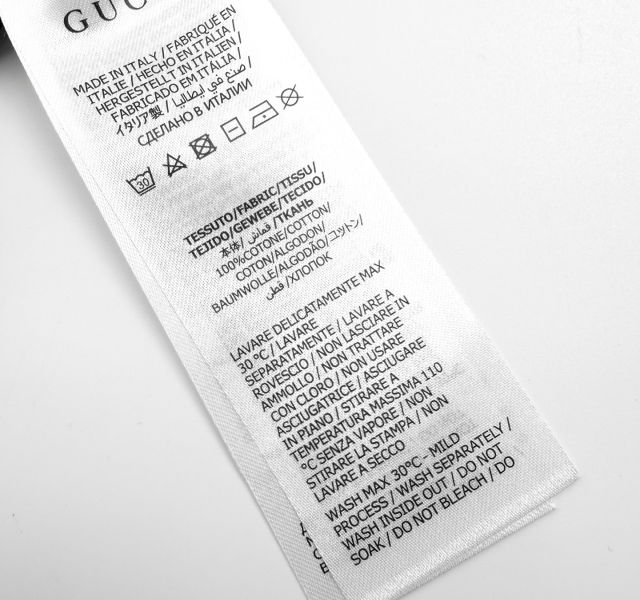 GUC
MADE IN ITALY / FABRIQUÉ EN
ITALIE / HECHO EN ITALIA /
HERGESTELLT IN ITALIEN /
FABRICADO EM ITÁLIA /
イタリア製 / صنع في ايطاليا /
СДЕЛАНО В ИТАЛИИ
30
TESSUTO/FABRIC/TISSU/
TEJIDO/GEWEBE/TECIDO/
本体/ قماش /ТКАНЬ
100%COTONE/COTTON/
COTON/ALGODON/
BAUMWOLLE/ALGODÃO/コットン/
قطن /ХЛОПОК
LAVARE DELICATAMENTE MAX
30 °C / LAVARE
SEPARATAMENTE / LAVARE A
ROVESCIO / NON LASCIARE IN
AMMOLLO / NON TRATTARE
CON CLORO / NON USARE
ASCIUGATRICE / ASCIUGARE
IN PIANO / STIRARE A
TEMPERATURA MASSIMA 110
°C SENZA VAPORE / NON
STIRARE LA STAMPA / NON
LAVARE A SECCO
WASH MAX 30°C - MILD
PROCESS / WASH SEPARATELY /
WASH INSIDE OUT / DO NOT
SOAK / DO NOT BLEACH / DO